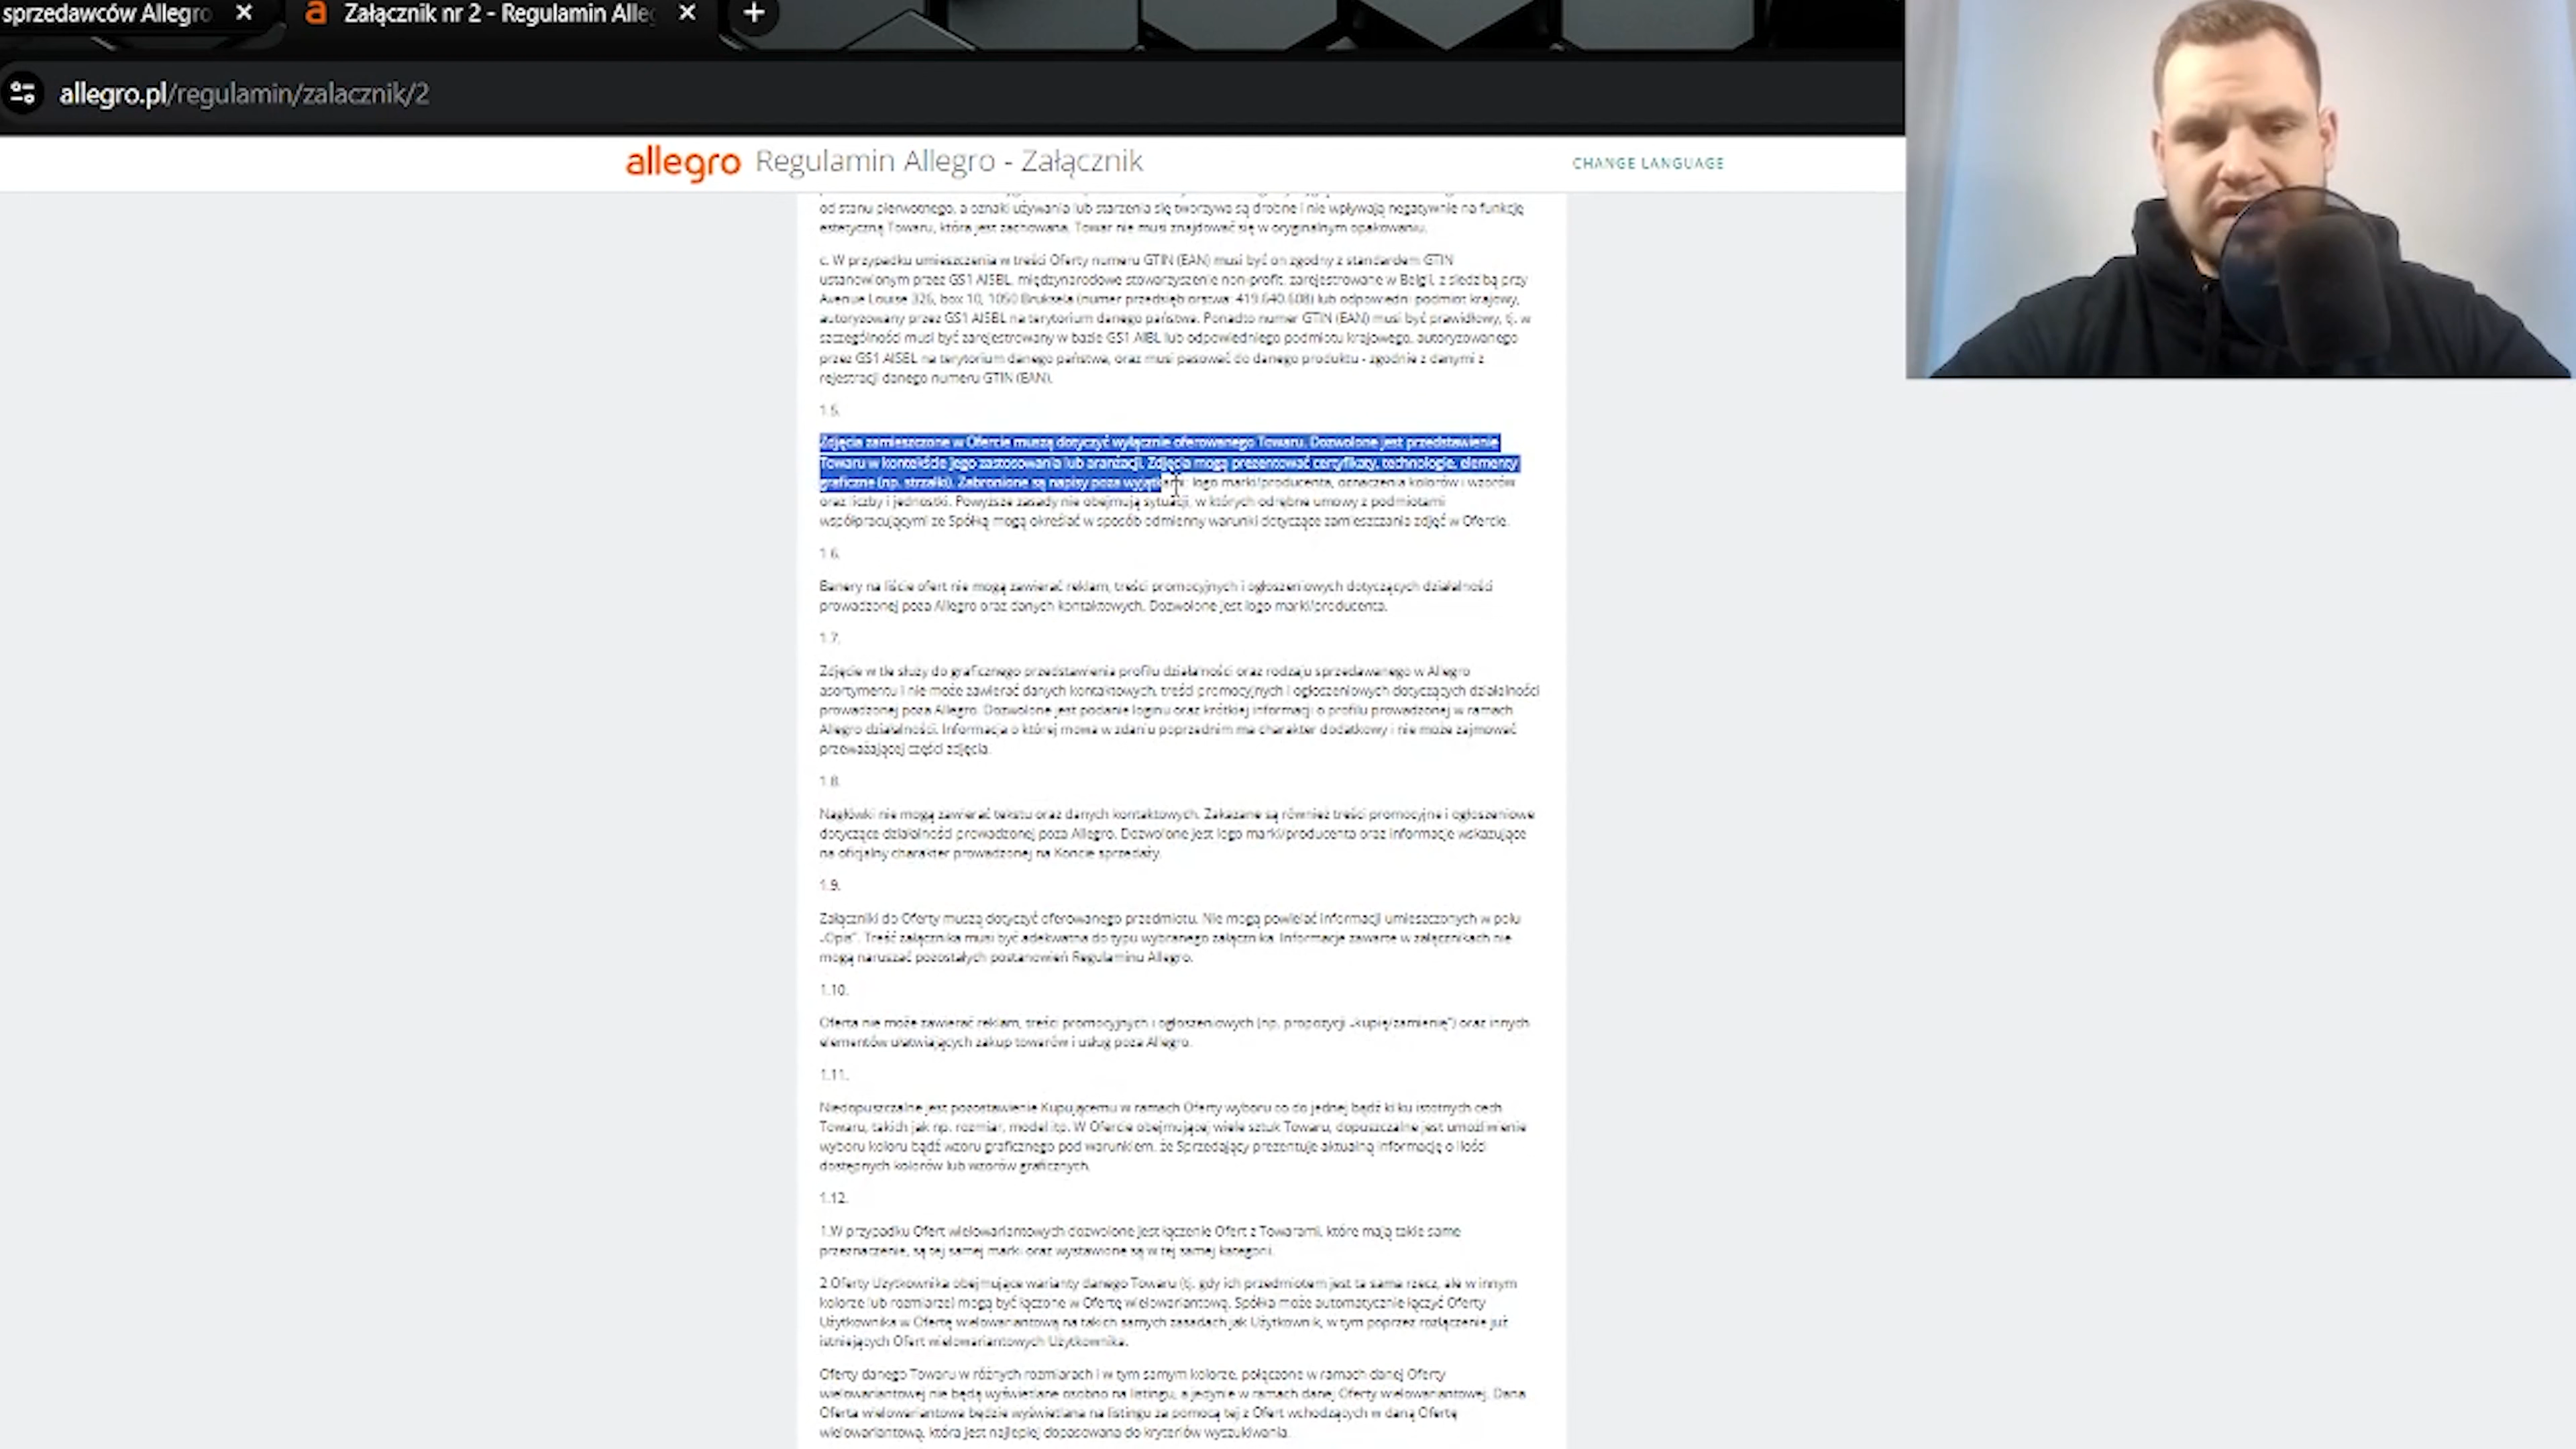 sprzedawców Allegro
Załącznik nr 2 - Regulamin Alleg
allegro.pl/regulamin/zalacznik/2
allegro Regulamin Allegro - Załącznik
CHANGE LANGUAGE
od stanu pierwotnego, a oznaki używania lub starzenia się tworzywa są drobne i nie wpływają negatywnie na funkcję
estetyczną Towaru, która jest zachowana. Towar nie musi znajdować się w oryginalnym opakowaniu.
c. W przypadku umieszczenia w treści Oferty numeru GTIN (EAN) musi być on zgodny z standardem GTIN
ustanowionym przez GS1 AISBL, międzynarodowe stowarzyszenie non-profit, zarejestrowane w Belgii, z siedzibą przy
Avenue Louise 326, box 10, 1050 Bruksela (numer przedsiębiorstwa: 419.640.608) lub odpowiedni podmiot krajowy,
autoryzowany przez GS1 AISBL na terytorium danego państwa. Ponadto numer GTIN (EAN) musi być prawidłowy, tj. w
szczególności musi być zarejestrowany w bazie GS1 AIBL lub odpowiedniego podmiotu krajowego, autoryzowanego
przez GS1 AISBL na terytorium danego państwa, oraz musi pasować do danego produktu - zgodnie z danymi z
rejestracji danego numeru GTIN (EAN).
1.5.
Zdjęcia zamieszczone w Ofercie muszą dotyczyć wyłącznie oferowanego Towaru. Dozwolone jest przedstawienie
Towaru w kontekście jego zastosowania lub aranżacji. Zdjęcia mogą prezentować certyfikaty, technologie, elementy
graficzne (np. strzałki). Zabronione są napisy poza wyjątkami: logo marki/producenta, oznaczenia kolorów i wzorów
oraz liczby i jednostki. Powyższe zasady nie obejmują sytuacji, w których odrębne umowy z podmiotami
współpracującymi ze Spółką mogą określać w sposób odmienny warunki dotyczące zamieszczania zdjęć w Ofercie.
1.6.
Banery na liście ofert nie mogą zawierać reklam, treści promocyjnych i ogłoszeniowych dotyczących działalności
prowadzonej poza Allegro oraz danych kontaktowych. Dozwolone jest logo marki/producenta.
1.7.
Zdjęcie w tle służy do graficznego przedstawienia profilu działalności oraz rodzaju sprzedawanego w Allegro
asortymentu i nie może zawierać danych kontaktowych, treści promocyjnych i ogłoszeniowych dotyczących działalności
prowadzonej poza Allegro. Dozwolone jest podanie loginu oraz krótkiej informacji o profilu prowadzonej w ramach
Allegro działalności. Informacja o której mowa w zdaniu poprzednim ma charakter dodatkowy i nie może zajmować
przeważającej części zdjęcia.
1.8.
Nagłówki nie mogą zawierać tekstu oraz danych kontaktowych. Zakazane są również treści promocyjne i ogłoszeniowe
dotyczące działalności prowadzonej poza Allegro. Dozwolone jest logo marki/producenta oraz informacje wskazujące
na oficjalny charakter prowadzonej na Koncie sprzedaży.
1.9.
Załączniki do Oferty muszą dotyczyć oferowanego przedmiotu. Nie mogą powielać informacji umieszczonych w polu
„Opis”. Treść załącznika musi być adekwatna do typu wybranego załącznika. Informacje zawarte w załącznikach nie
mogą naruszać pozostałych postanowień Regulaminu Allegro.
1.10.
Oferta nie może zawierać reklam, treści promocyjnych i ogłoszeniowych (np. propozycji „kupię/zamienię”) oraz innych
elementów ułatwiających zakup towarów i usług poza Allegro.
1.11.
Niedopuszczalne jest pozostawienie Kupującemu w ramach Oferty wyboru co do jednej bądź kilku istotnych cech
Towaru, takich jak np. rozmiar, model itp. W Ofercie obejmującej wiele sztuk Towaru, dopuszczalne jest umożliwienie
wyboru koloru bądź wzoru graficznego pod warunkiem, że Sprzedający prezentuje aktualną informację o ilości
dostępnych kolorów lub wzorów graficznych.
1.12.
1.W przypadku Ofert wielowariantowych dozwolone jest łączenie Ofert z Towarami, które mają takie same
przeznaczenie, są tej samej marki oraz wystawione są w tej samej kategorii.
2 Oferty Użytkownika obejmujące warianty danego Towaru (tj. gdy ich przedmiotem jest ta sama rzecz, ale w innym
kolorze lub rozmiarze) mogą być łączone w Ofertę wielowariantową. Spółka może automatycznie łączyć Oferty
Użytkownika w Ofertę wielowariantową na takich samych zasadach jak Użytkownik, w tym poprzez rozłączenie już
istniejących Ofert wielowariantowych Użytkownika.
Oferty danego Towaru w różnych rozmiarach i w tym samym kolorze, połączone w ramach danej Oferty
wielowariantowej nie będą wyświetlane osobno na listingu, a jedynie w ramach danej Oferty wielowariantowej. Dana
Oferta wielowariantowa będzie wyświetlana na listingu za pomocą tej z Ofert wchodzących w daną Ofertę
wielowariantową, która jest najlepiej dopasowana do kryteriów wyszukiwania.